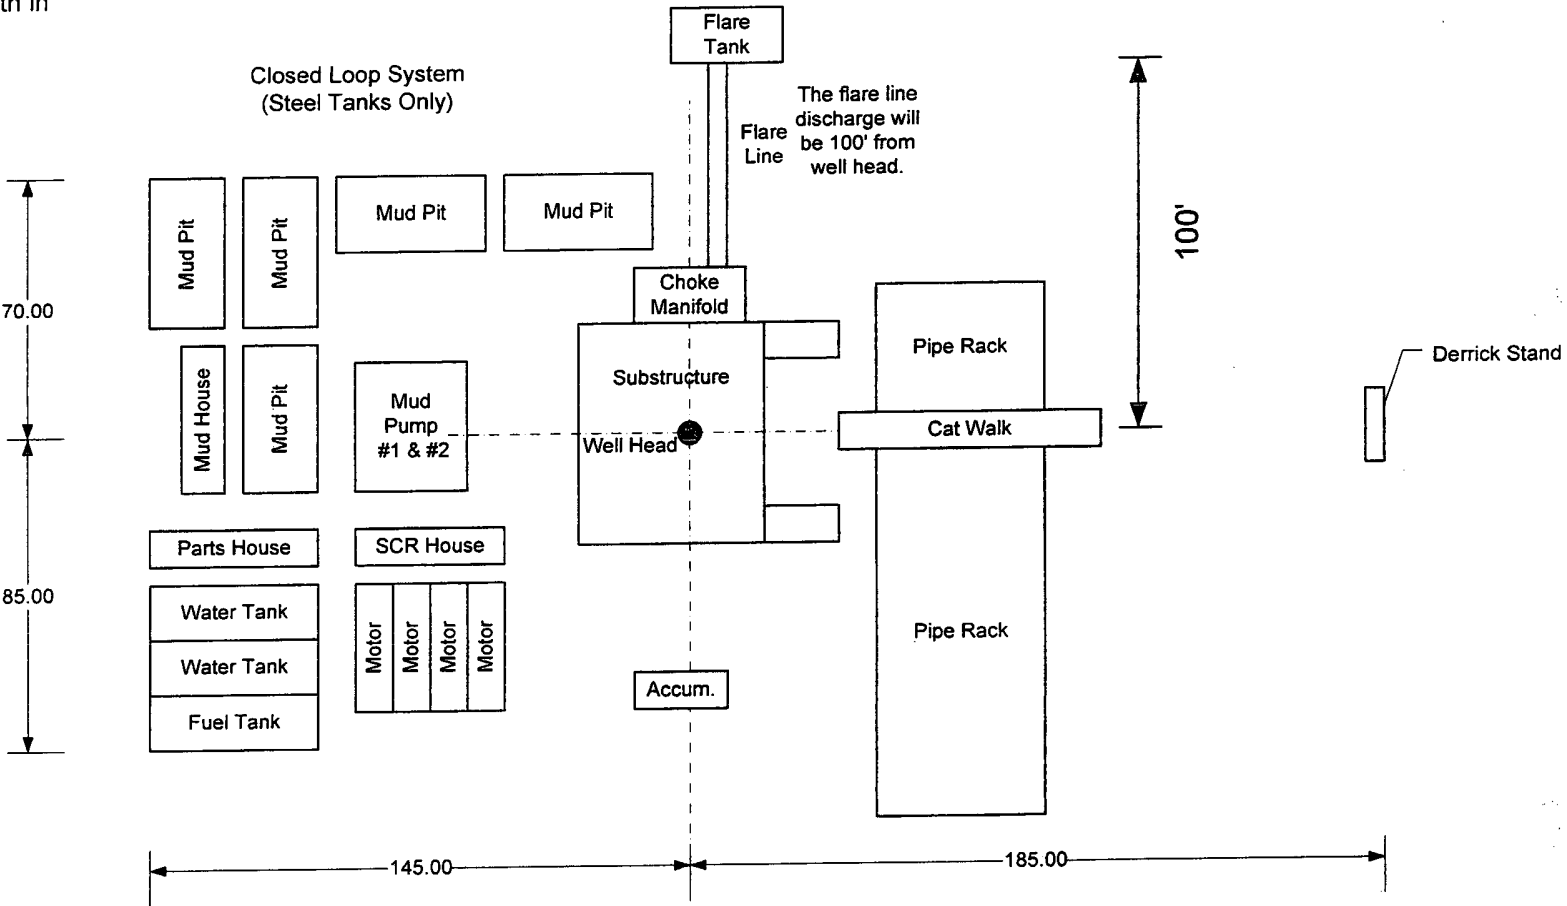 th in
Flare
Tank
Closed Loop System
(Steel Tanks Only)
The flare line
discharge will
be 100' from
well head.
Flare
Line
100'
Mud Pit
Mud Pit
Mud Pit
Mud Pit
70.00
Choke
Manifold
Pipe Rack
Derrick Stand
Substructure
Mud House
Mud Pit
Mud
Pump
#1 & #2
Well Head
Cat Walk
Parts House
SCR House
85.00
Water Tank
Water Tank
Fuel Tank
Motor
Motor
Motor
Motor
Pipe Rack
Accum.
145.00
185.00